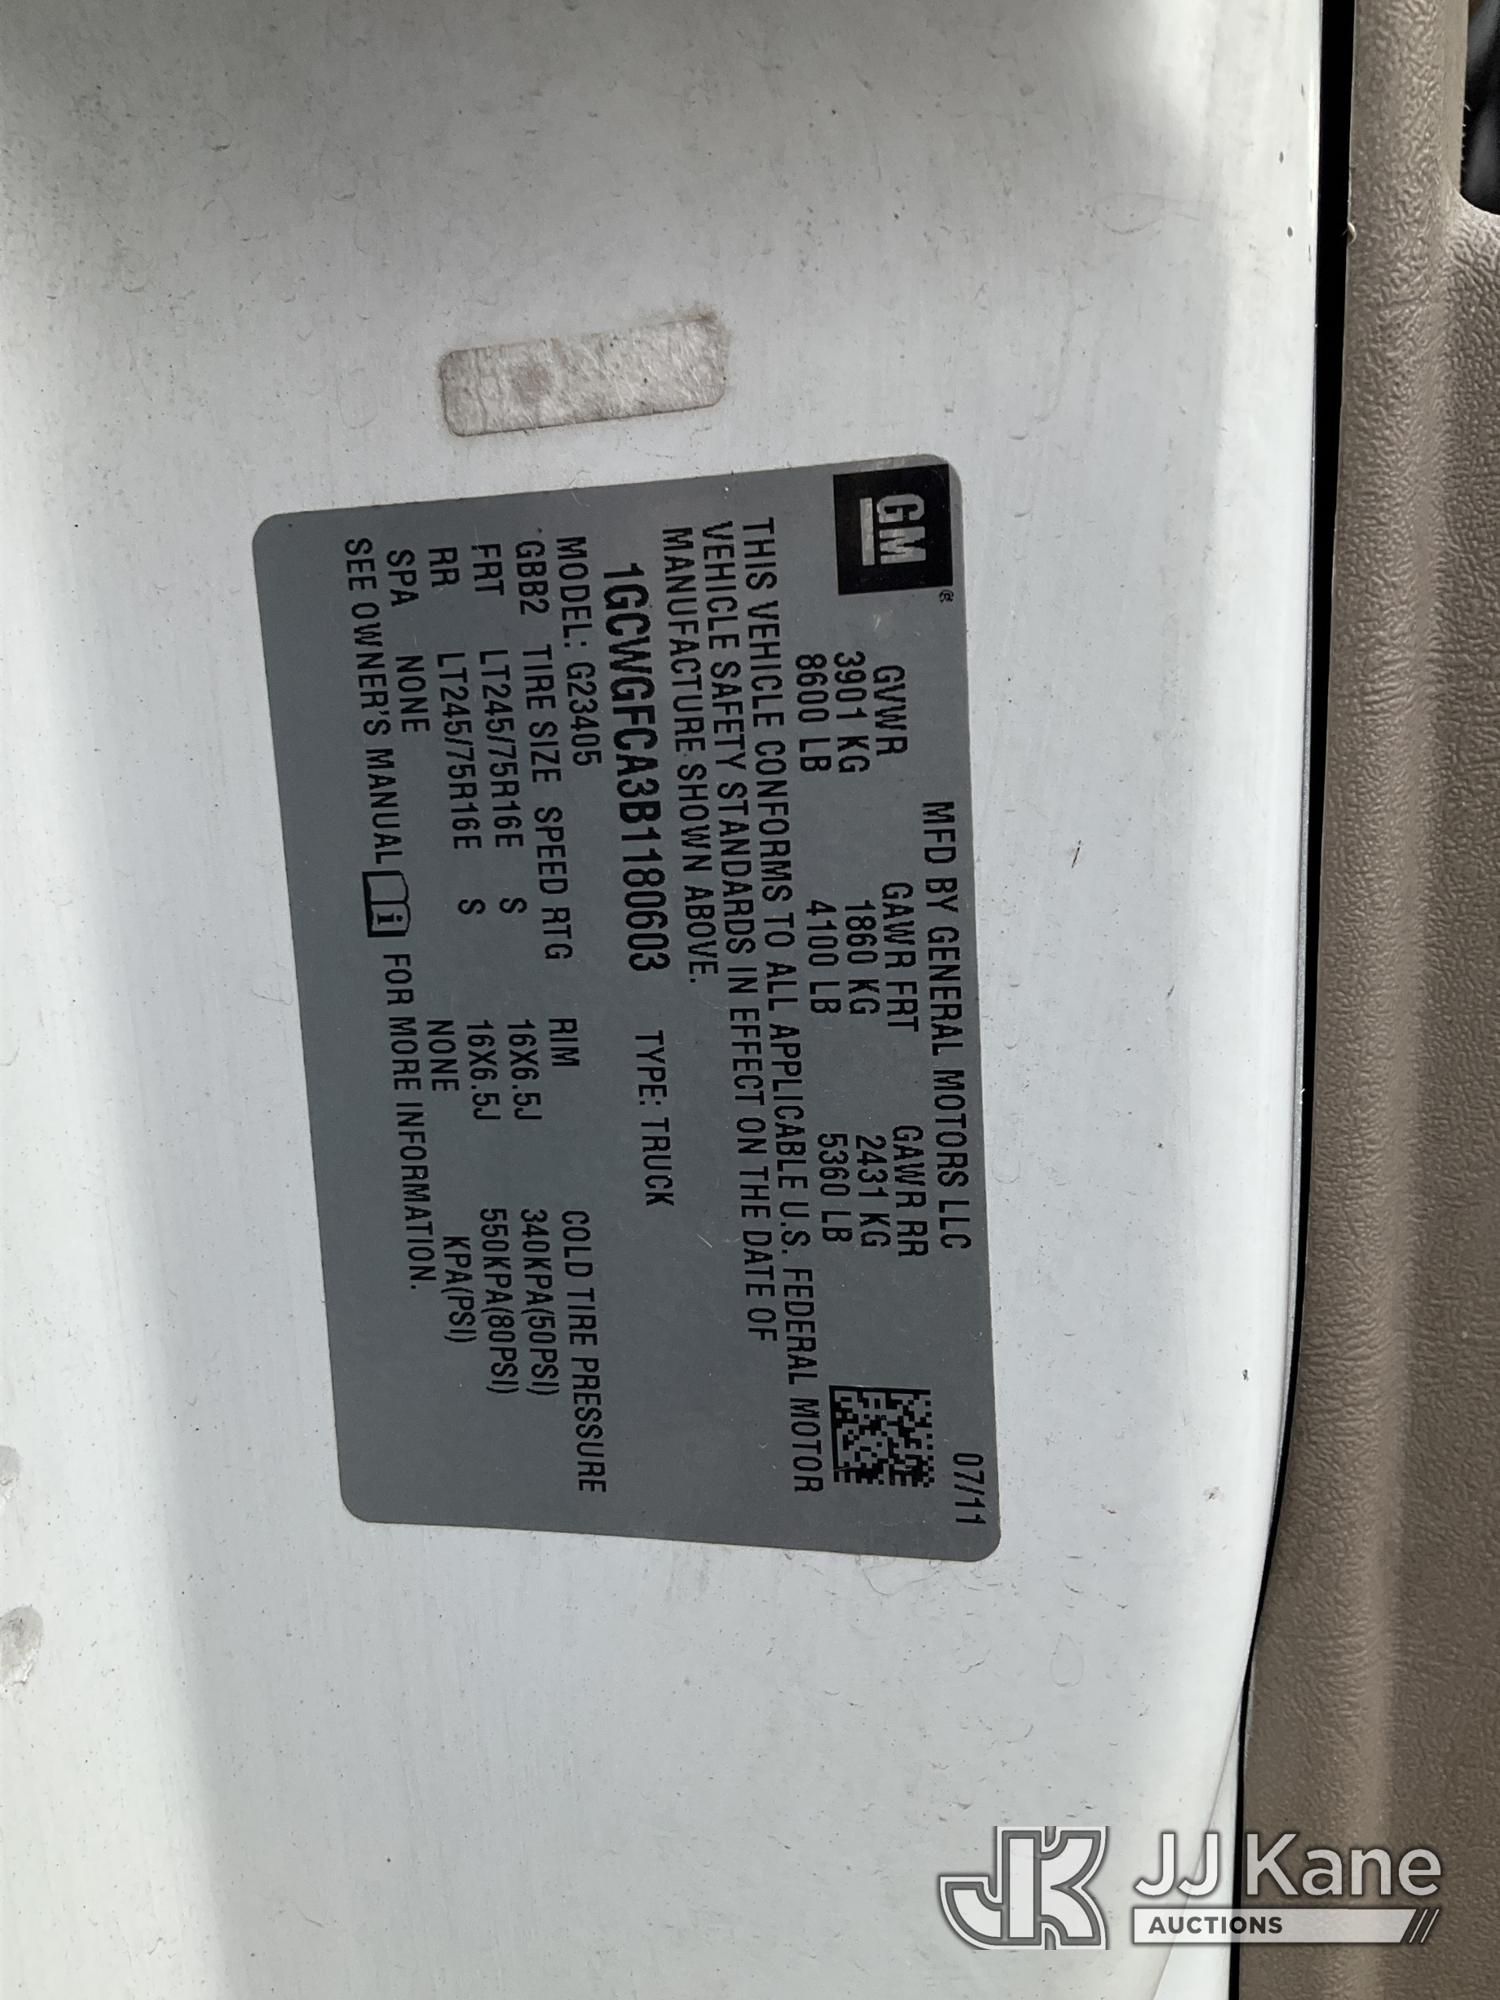 GM®
MFD BY GENERAL MOTORS LLC 07/11
GVWR GAWR FRT GAWR RR
3901 KG 1860 KG 2431 KG
8600 LB 4100 LB 5360 LB
THIS VEHICLE CONFORMS TO ALL APPLICABLE U.S. FEDERAL MOTOR
VEHICLE SAFETY STANDARDS IN EFFECT ON THE DATE OF
MANUFACTURE SHOWN ABOVE.
1GCWGFCA3B1180603 TYPE: TRUCK
MODEL: G23405
GBB2 TIRE SIZE SPEED RTG RIM COLD TIRE PRESSURE
FRT LT245/75R16E S 16X6.5J 340KPA(50PSI)
RR LT245/75R16E S 16X6.5J 550KPA(80PSI)
SPA NONE NONE KPA(PSI)
SEE OWNER'S MANUAL i FOR MORE INFORMATION.
JK JJ Kane
AUCTIONS